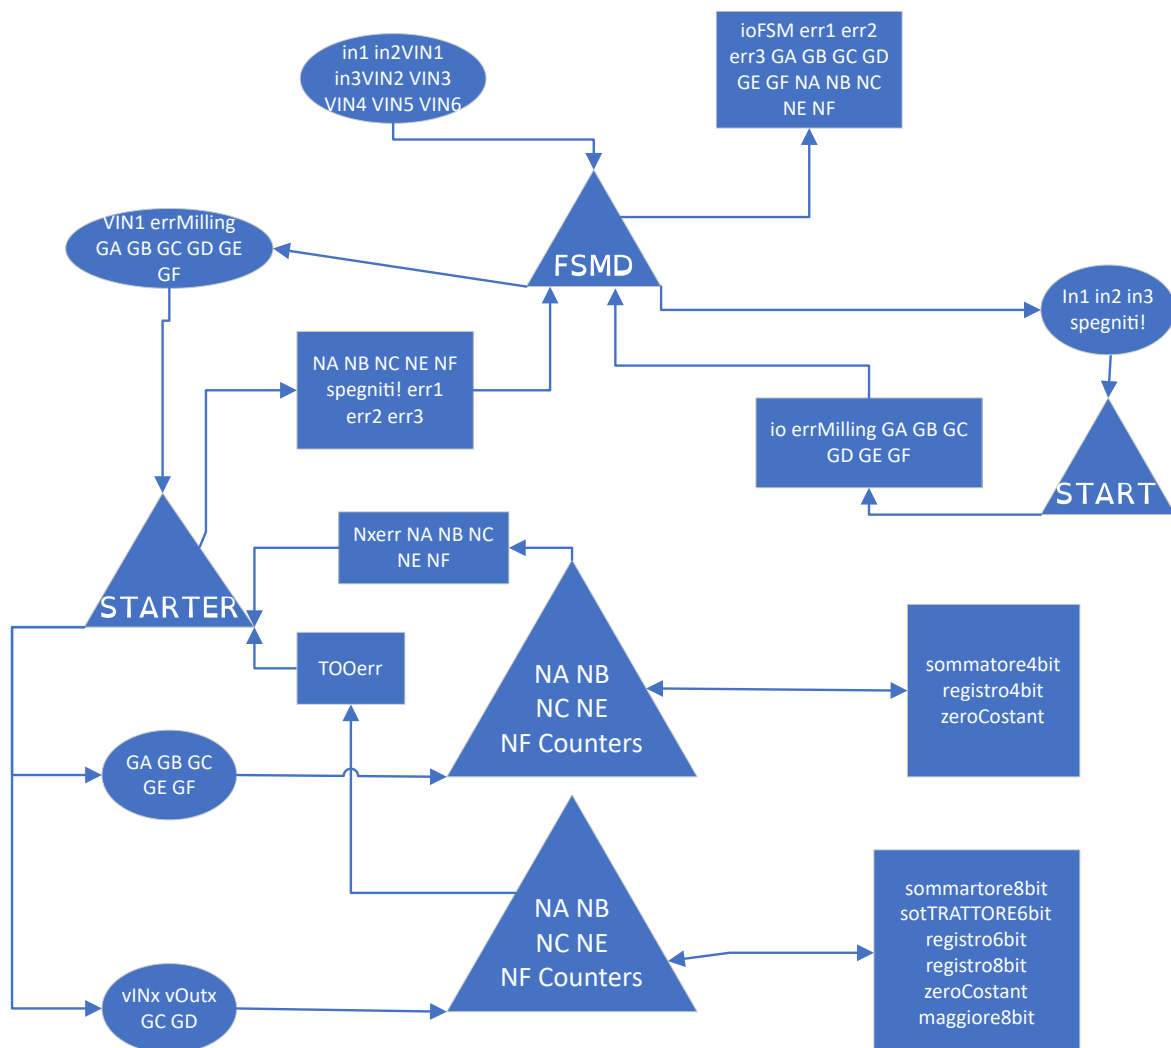 in1 in2VIN1
in3VIN2 VIN3
VIN4 VIN5 VIN6
ioFSM err1 err2
err3 GA GB GC GD
GE GF NA NB NC
NE NF
VIN1 errMilling
GA GB GC GD GE
GF
FSMD
In1 in2 in3
spegniti!
NA NB NC NE NF
spegniti! err1
err2 err3
io errMilling GA GB GC
GD GE GF
START
STARTER
Nxerr NA NB NC
NE NF
TOOerr
NA NB
NC NE
NF Counters
sommatore4bit
registro4bit
zeroCostant
GA GB GC
GE GF
NA NB
NC NE
NF Counters
sommartore8bit
sotTRATTORE6bit
registro6bit
registro8bit
zeroCostant
maggiore8bit
vINx vOutx
GC GD